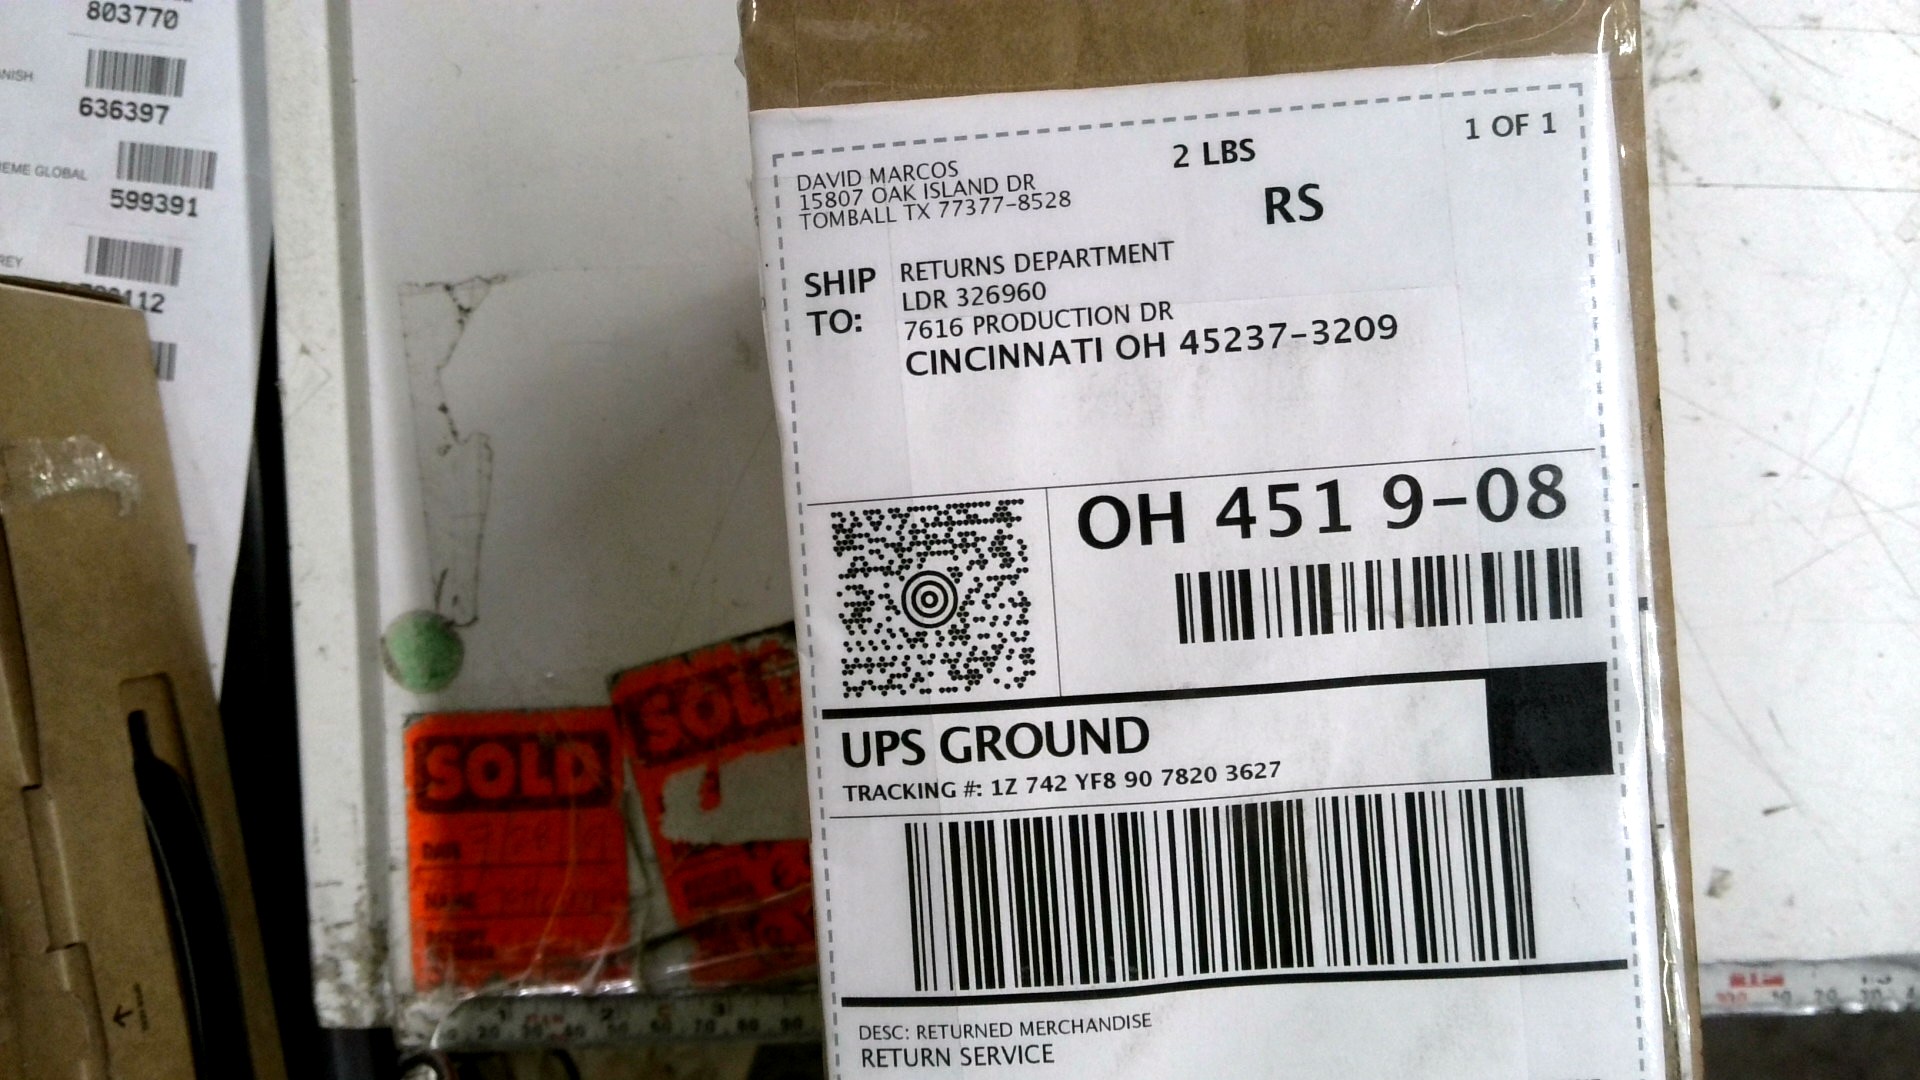 803770
636397
599391
DAVID MARCOS
15807 OAK ISLAND DR
TOMBALL TX 77377-8528
2 LBS
1 OF 1
RS
SHIP TO:
RETURNS DEPARTMENT
LDR 326960
7616 PRODUCTION DR
CINCINNATI OH 45237-3209
OH 451 9-08
UPS GROUND
TRACKING #: 1Z 742 YF8 90 7820 3627
DESC: RETURNED MERCHANDISE
RETURN SERVICE
SOLD
SOLD
DATE
NAME